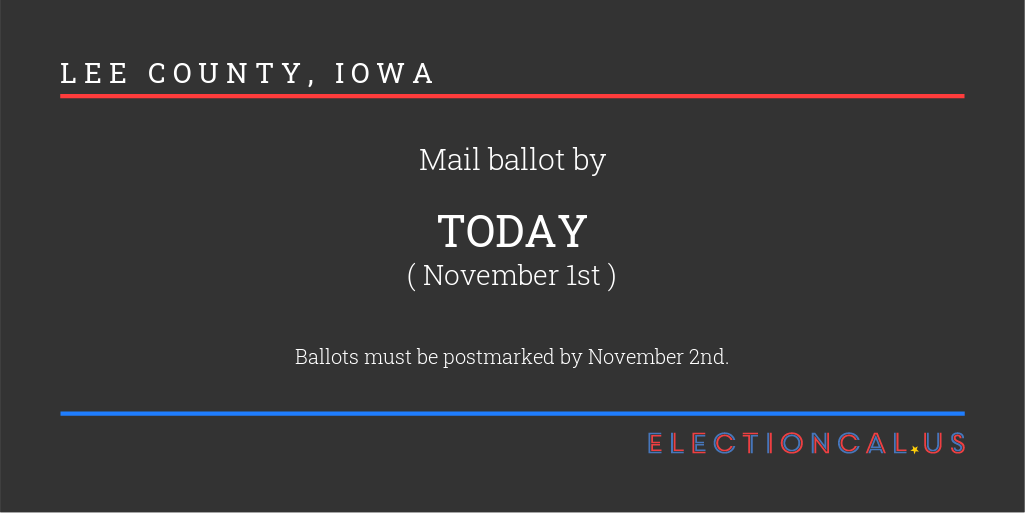 LEE COUNTY, IOWA
Mail ballot by
TODAY
( November 1st )
Ballots must be postmarked by November 2nd.
ELECTIONCAL.US